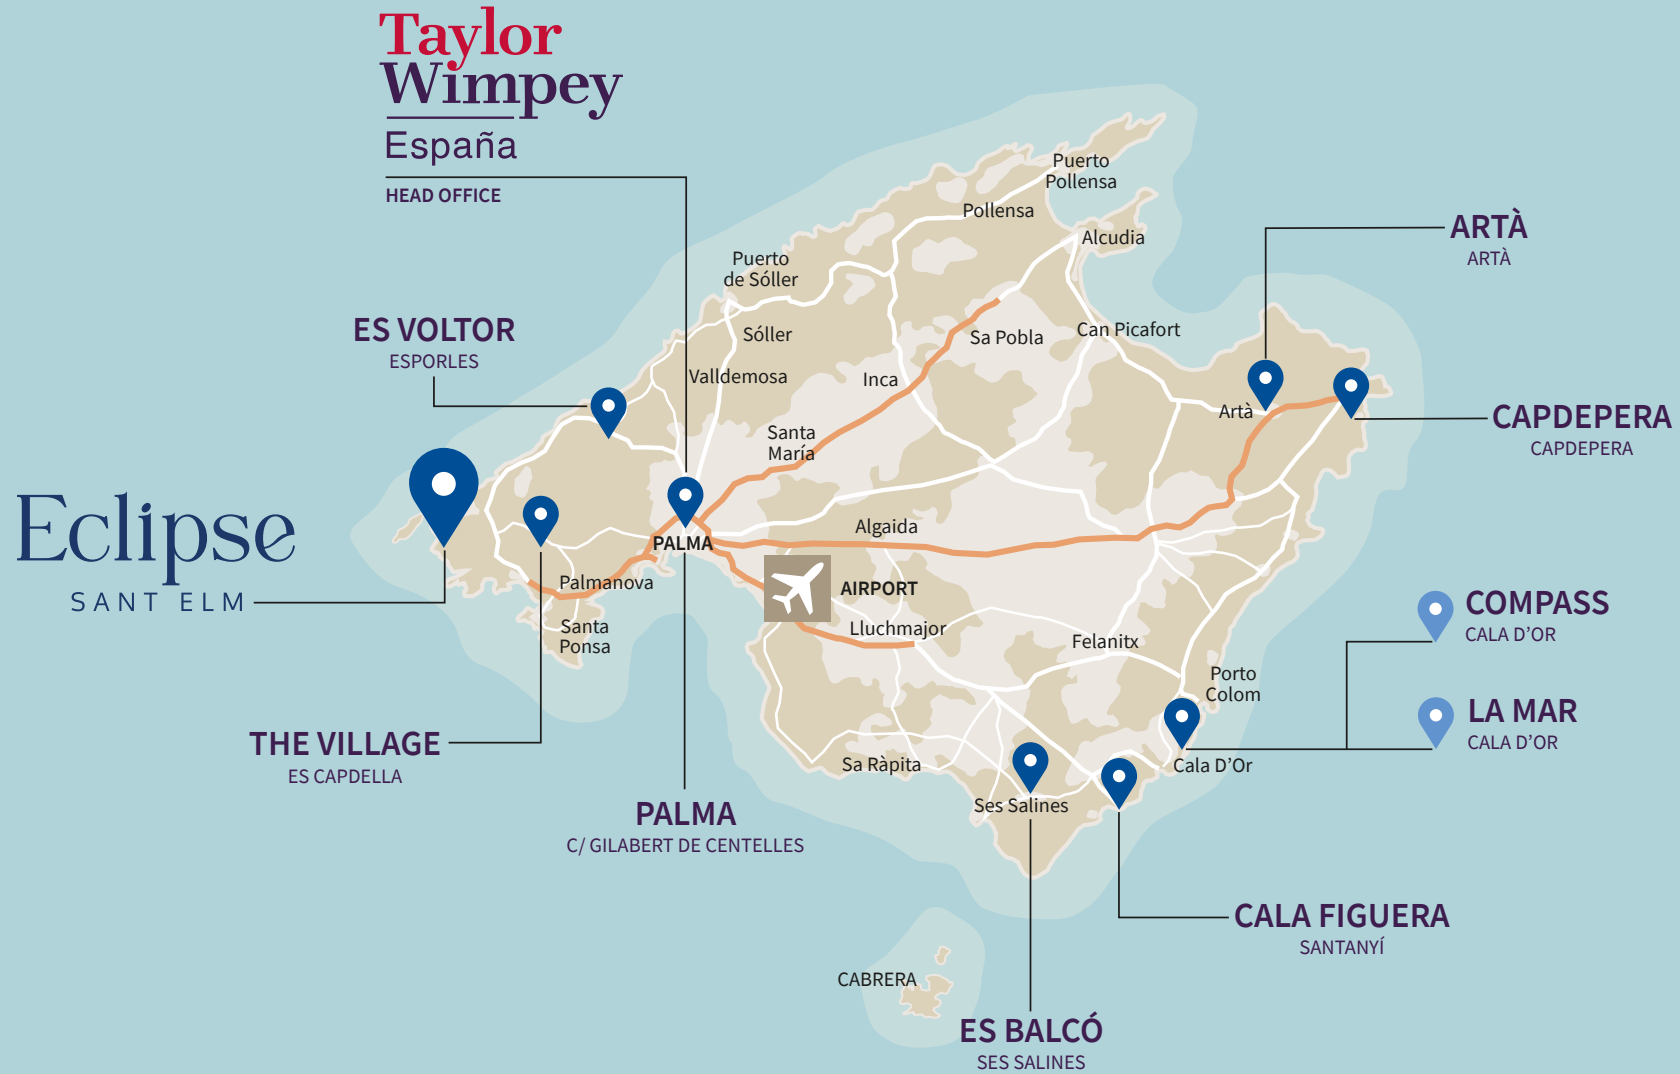 Taylor
Wimpey
España
HEAD OFFICE
Puerto
Pollensa
Pollensa
Alcudia
ARTÀ
ARTÀ
Puerto
de Sóller
ES VOLTOR
ESPORLES
Sóller
Sa Pobla
Can Picafort
Valldemosa
Inca
Artà
CAPDEPERA
CAPDEPERA
Santa
María
Eclipse
SANT ELM
PALMA
Algaida
Palmanova
AIRPORT
COMPASS
CALA D'OR
Santa
Ponsa
Lluchmajor
Felanitx
Porto
Colom
LA MAR
CALA D'OR
THE VILLAGE
ES CAPDELLA
Sa Ràpita
Cala D'Or
PALMA
C/ GILABERT DE CENTELLES
Ses Salines
CALA FIGUERA
SANTANYÍ
CABRERA
ES BALCÓ
SES SALINES